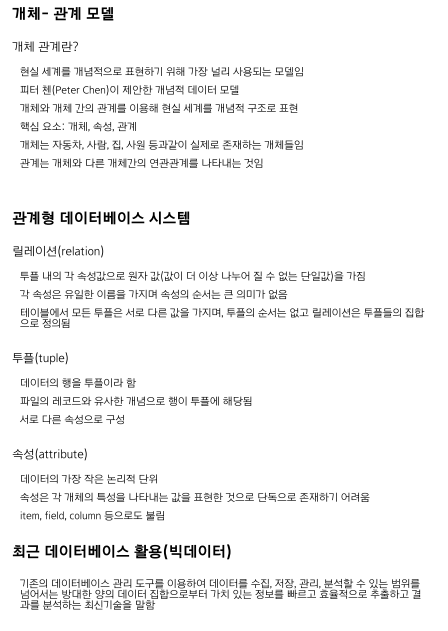 개체- 관계 모델
개체 관계란?
현실 세계를 개념적으로 표현하기 위해 가장 널리 사용되는 모델임
피터 첸(Peter Chen)이 제안한 개념적 데이터 모델
개체와 개체 간의 관계를 이용해 현실 세계를 개념적 구조로 표현
핵심 요소: 개체, 속성, 관계
개체는 자동차, 사람, 집, 사원 등과같이 실제로 존재하는 개체들임
관계는 개체와 다른 개체간의 연관관계를 나타내는 것임
관계형 데이터베이스 시스템
릴레이션(relation)
투플 내의 각 속성값으로 원자 값(값이 더 이상 나누어 질 수 없는 단일값)을 가짐
각 속성은 유일한 이름을 가지며 속성의 순서는 큰 의미가 없음
테이블에서 모든 투플은 서로 다른 값을 가지며, 투플의 순서는 없고 릴레이션은 투플들의 집합
으로 정의됨
투플(tuple)
데이터의 행을 투플이라 함
파일의 레코드와 유사한 개념으로 행이 투플에 해당됨
서로 다른 속성으로 구성
속성(attribute)
데이터의 가장 작은 논리적 단위
속성은 각 개체의 특성을 나타내는 값을 표현한 것으로 단독으로 존재하기 어려움
item, field, column 등으로도 불림
최근 데이터베이스 활용(빅데이터)
기존의 데이터베이스 관리 도구를 이용하여 데이터를 수집, 저장, 관리, 분석할 수 있는 범위를
넘어서는 방대한 양의 데이터 집합으로부터 가치 있는 정보를 빠르고 효율적으로 추출하고 결
과를 분석하는 최신기술을 말함